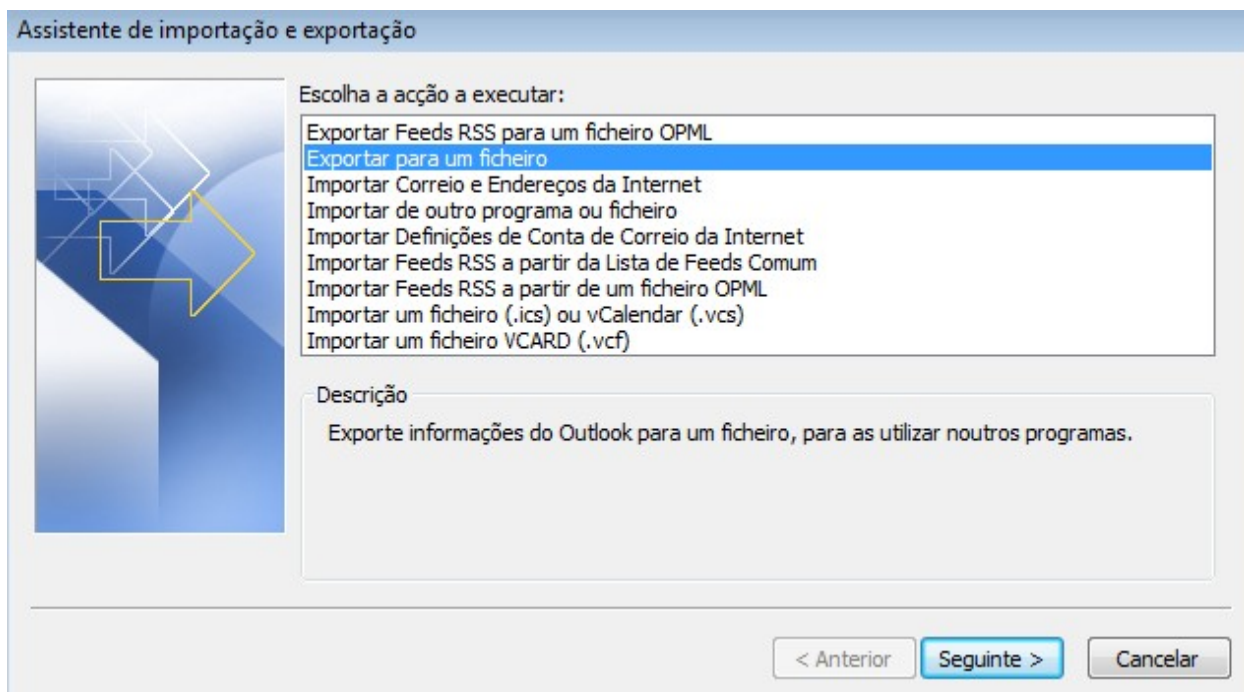 Assistente de importação e exportação
Escolha a acção a executar:
Exportar Feeds RSS para um ficheiro OPML
Exportar para um ficheiro
Importar Correio e Endereços da Internet
Importar de outro programa ou ficheiro
Importar Definições de Conta de Correio da Internet
Importar Feeds RSS a partir da Lista de Feeds Comum
Importar Feeds RSS a partir de um ficheiro OPML
Importar um ficheiro (.ics) ou vCalendar (.vcs)
Importar um ficheiro VCARD (.vcf)
Descrição
Exporte informações do Outlook para um ficheiro, para as utilizar noutros programas.
< Anterior
Seguinte >
Cancelar